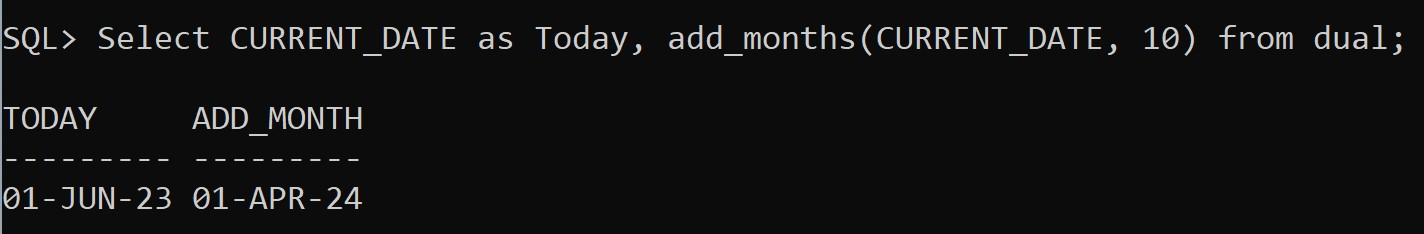 SQL> Select CURRENT_DATE as Today, add_months(CURRENT_DATE, 10) from dual;
TODAY     ADD_MONTH
--------- ---------
01-JUN-23 01-APR-24